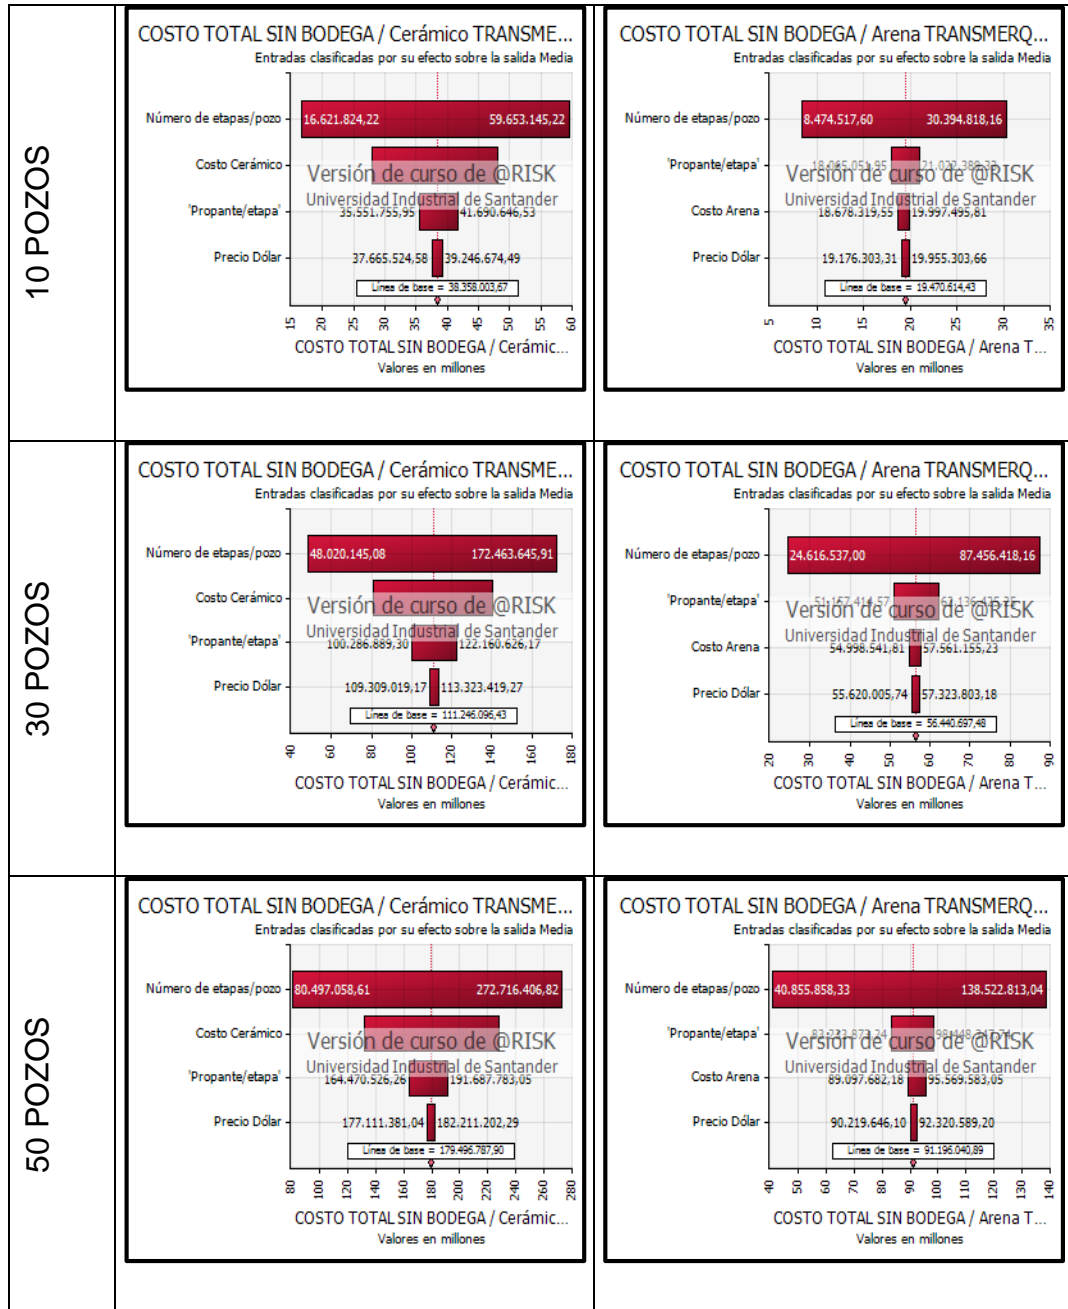 10 POZOS
COSTO TOTAL SIN BODEGA / Cerámico TRANSME...
Entradas clasificadas por su efecto sobre la salida Media
Número de etapas/pozo
16.621.824,22
59.653.145,22
Costo Cerámico
Versión de curso de @RISK
Universidad Industrial de Santander
'Propante/etapa'
35.551.755,95
41.690.646,53
Precio Dólar
37.665.524,58
39.246.674,49
Línea de base = 38.358.003,67
15 20 25 30 35 40 45 50 55 60
COSTO TOTAL SIN BODEGA / Cerámic...
Valores en millones
COSTO TOTAL SIN BODEGA / Arena TRANSMERQ...
Entradas clasificadas por su efecto sobre la salida Media
Número de etapas/pozo
8.474.517,60
30.394.818,16
'Propante/etapa'
Versión de curso de @RISK
Universidad Industrial de Santander
Costo Arena
18.678.319,55
19.997.495,81
Precio Dólar
19.176.303,31
19.955.303,66
Línea de base = 19.470.614,43
5 10 15 20 25 30 35
COSTO TOTAL SIN BODEGA / Arena T...
Valores en millones
30 POZOS
COSTO TOTAL SIN BODEGA / Cerámico TRANSME...
Entradas clasificadas por su efecto sobre la salida Media
Número de etapas/pozo
48.020.145,08
172.463.645,91
Costo Cerámico
Versión de curso de @RISK
Universidad Industrial de Santander
'Propante/etapa'
100.286.889,30
122.160.626,17
Precio Dólar
109.309.019,17
113.323.419,27
Línea de base = 111.246.096,43
40 60 80 100 120 140 160 180
COSTO TOTAL SIN BODEGA / Cerámic...
Valores en millones
COSTO TOTAL SIN BODEGA / Arena TRANSMERQ...
Entradas clasificadas por su efecto sobre la salida Media
Número de etapas/pozo
24.616.537,00
87.456.418,16
'Propante/etapa'
Versión de curso de @RISK
Universidad Industrial de Santander
Costo Arena
54.998.541,81
57.561.155,23
Precio Dólar
55.620.005,74
57.323.803,18
Línea de base = 56.440.697,48
20 30 40 50 60 70 80 90
COSTO TOTAL SIN BODEGA / Arena T...
Valores en millones
50 POZOS
COSTO TOTAL SIN BODEGA / Cerámico TRANSME...
Entradas clasificadas por su efecto sobre la salida Media
Número de etapas/pozo
80.497.058,61
272.716.406,82
Costo Cerámico
Versión de curso de @RISK
Universidad Industrial de Santander
'Propante/etapa'
164.470.526,26
191.687.783,05
Precio Dólar
177.111.381,04
182.211.202,29
Línea de base = 179.496.787,90
80 100 120 140 160 180 200 220 240 260 280
COSTO TOTAL SIN BODEGA / Cerámic...
Valores en millones
COSTO TOTAL SIN BODEGA / Arena TRANSMERQ...
Entradas clasificadas por su efecto sobre la salida Media
Número de etapas/pozo
40.855.858,33
138.522.813,04
'Propante/etapa'
Versión de curso de @RISK
Universidad Industrial de Santander
Costo Arena
89.097.682,18
95.569.583,05
Precio Dólar
90.219.646,10
92.320.589,20
Línea de base = 91.196.040,89
40 50 60 70 80 90 100 110 120 130 140
COSTO TOTAL SIN BODEGA / Arena T...
Valores en millones